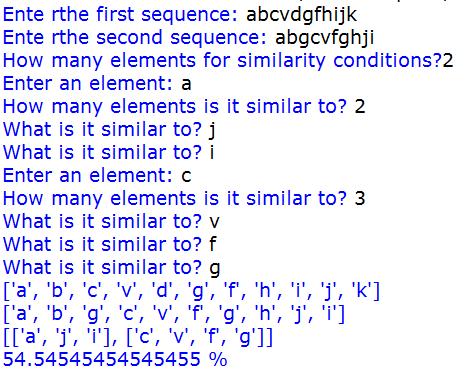 Ente rthe first sequence: abcvdgfhijk
Ente rthe second sequence: abgcvfghji
How many elements for similarity conditions?2
Enter an element: a
How many elements is it similar to? 2
What is it similar to? j
What is it similar to? i
Enter an element: c
How many elements is it similar to? 3
What is it similar to? v
What is it similar to? f
What is it similar to? g
['a', 'b', 'c', 'v', 'd', 'g', 'f', 'h', 'i', 'j', 'k']
['a', 'b', 'g', 'c', 'v', 'f', 'g', 'h', 'j', 'i']
[['a', 'j', 'i'], ['c', 'v', 'f', 'g']]
54.54545454545455 %